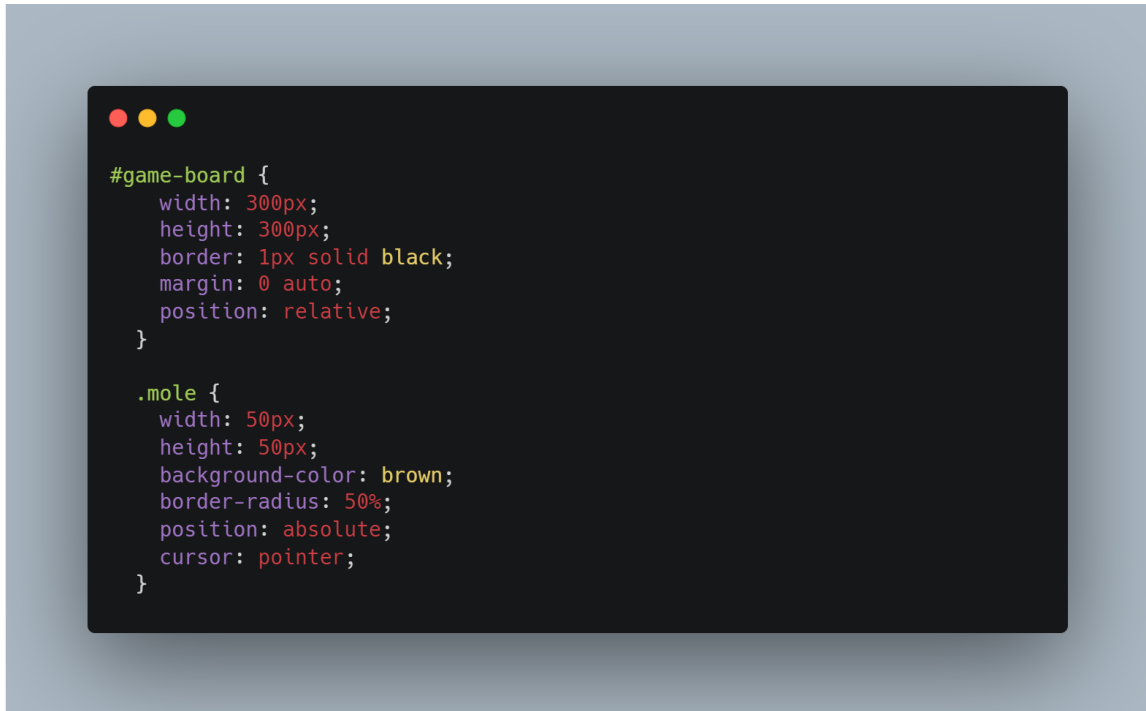 #game-board {
    width: 300px;
    height: 300px;
    border: 1px solid black;
    margin: 0 auto;
    position: relative;
  }

  .mole {
    width: 50px;
    height: 50px;
    background-color: brown;
    border-radius: 50%;
    position: absolute;
    cursor: pointer;
  }